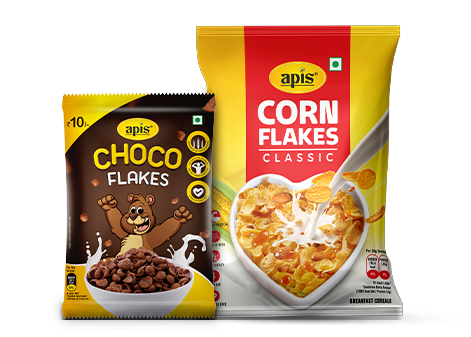 ₹10/-
apis®
CHOCO
FLAKES
apis®
CORN
FLAKES
CLASSIC
BREAKFAST CEREALS